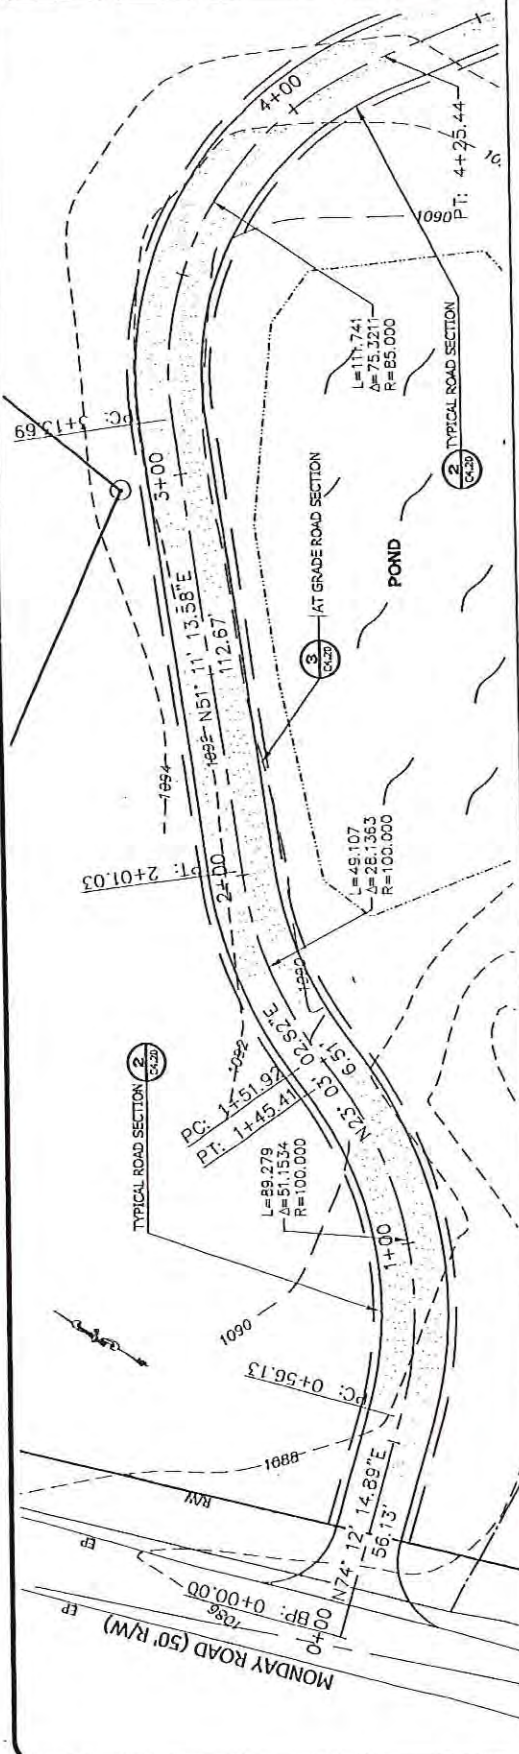 MONDAY ROAD (50' R/W)
EP
EP
R/W
1086
BP: 0+00.00
0+00
N74° 12' 14.89"E
56.13'
1088
PC: 0+56.13
1090
1+00
TYPICAL ROAD SECTION
2
C4.20
L=89.279
Δ=51.1534
R=100.000
PT: 1+45.41
PC: 1+51.92
N23° 03' 02.82"E
6.51'
1092
1090
L=49.107
Δ=28.1363
R=100.000
PT: 2+01.03
2+00
1094
1092
N51° 11' 13.58"E
112.67'
3
C4.20
AT GRADE ROAD SECTION
POND
3+00
PC: 3+13.69
L=111.741
Δ=75.3211
R=85.000
2
C4.20
TYPICAL ROAD SECTION
4+00
1090
PT: 4+25.44